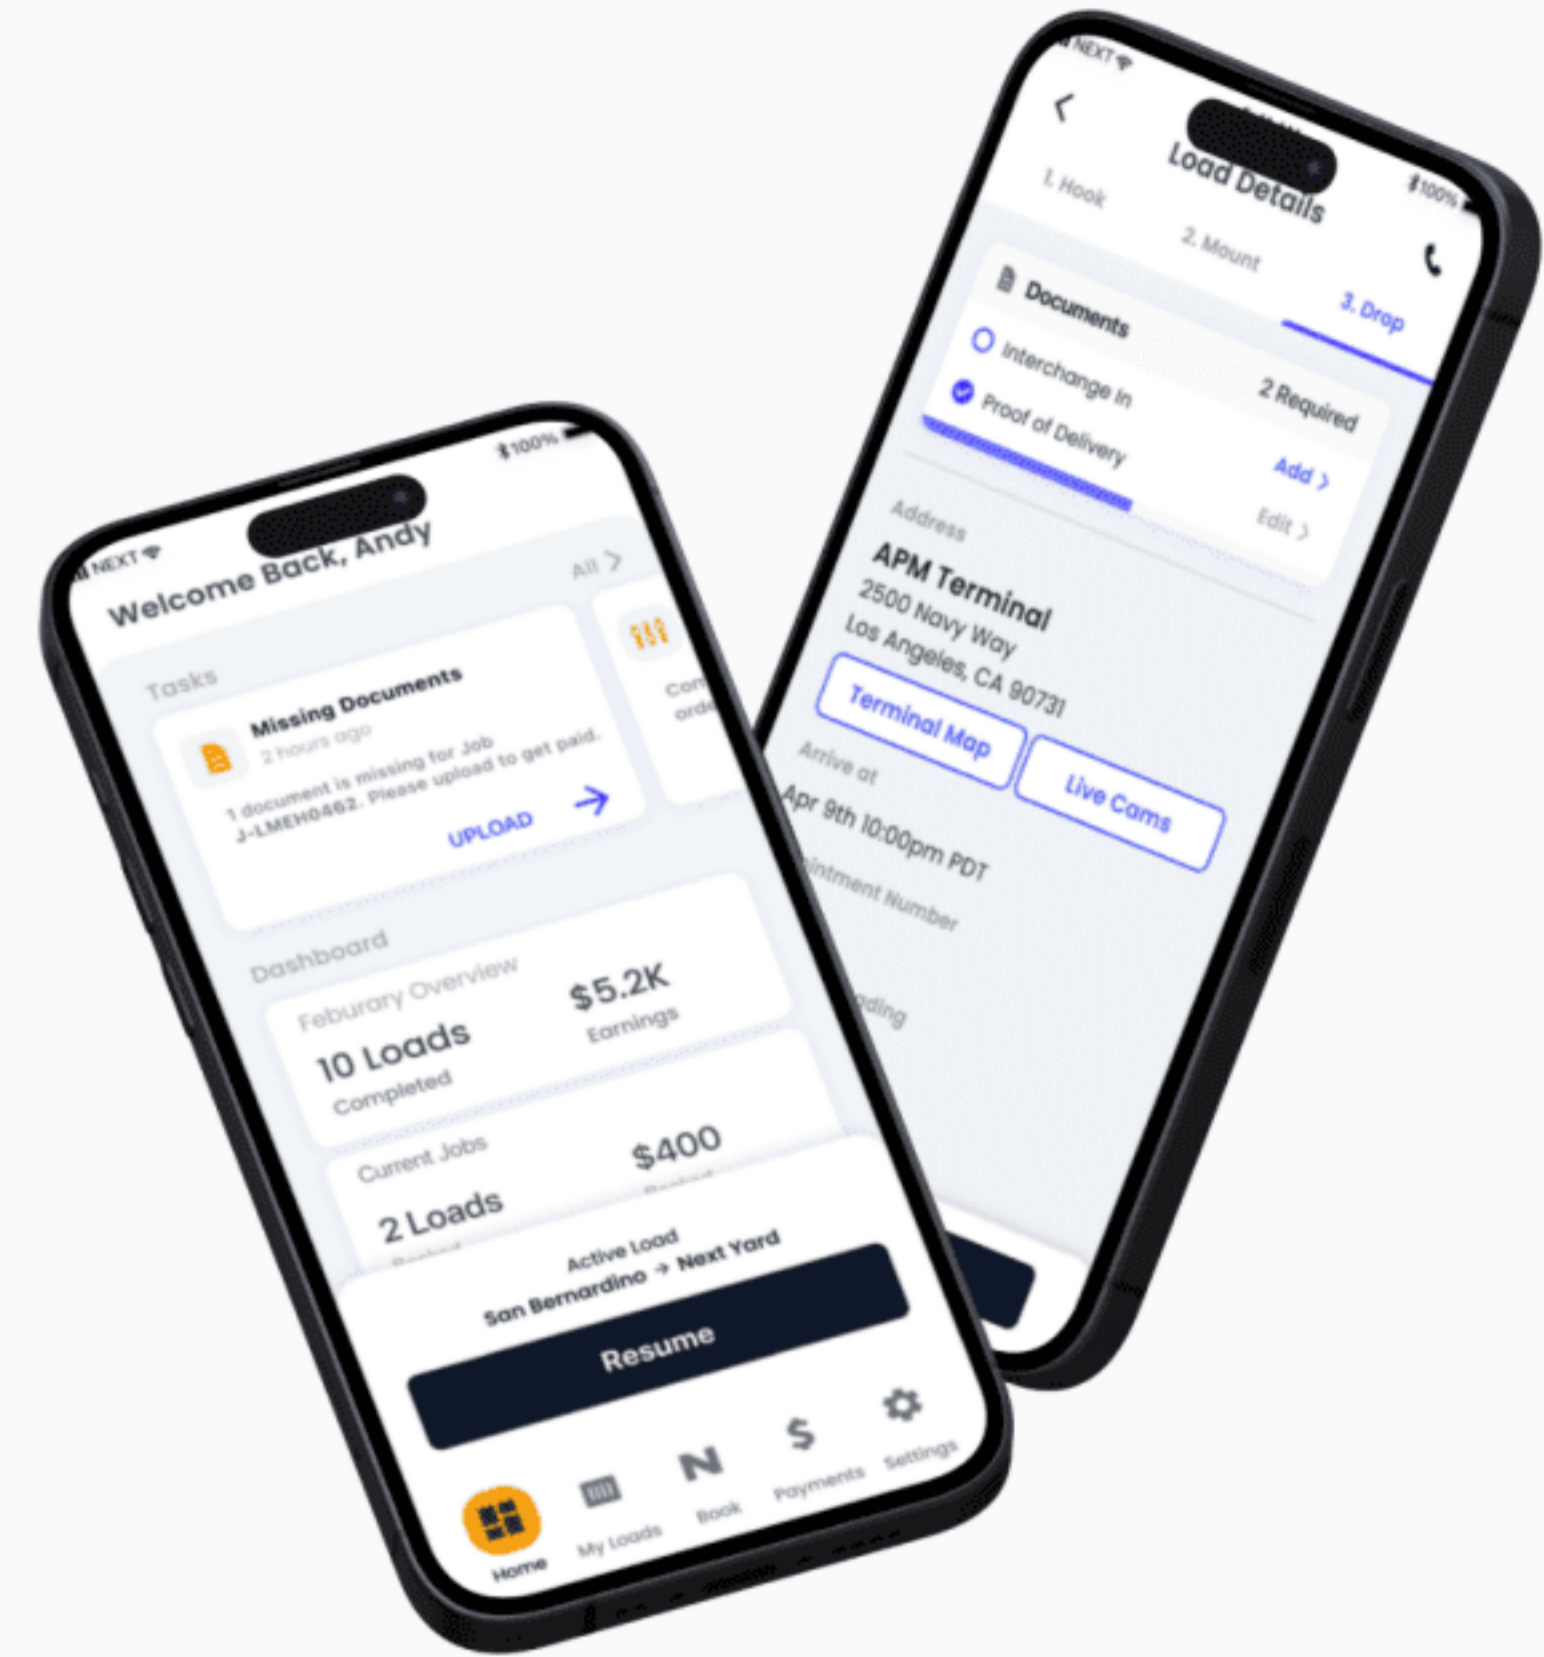 NEXT
100%
Welcome Back, Andy
Tasks
All
Missing Documents
2 hours ago
1 document is missing for Job
J-LMEH0462. Please upload to get paid.
UPLOAD
Dashboard
Feburary Overview
10 Loads
Completed
$5.2K
Earnings
Current Jobs
2 Loads
$400
Active Load
San Bernardino → Next Yard
Resume
Home
My Loads
Book
Payments
Settings
NEXT
100%
Load Details
1. Hook
2. Mount
3. Drop
Documents
2 Required
Interchange In
Add >
Proof of Delivery
Edit >
Address
APM Terminal
2500 Navy Way
Los Angeles, CA 90731
Terminal Map
Live Cams
Arrive at
Apr 9th 10:00pm PDT
Number